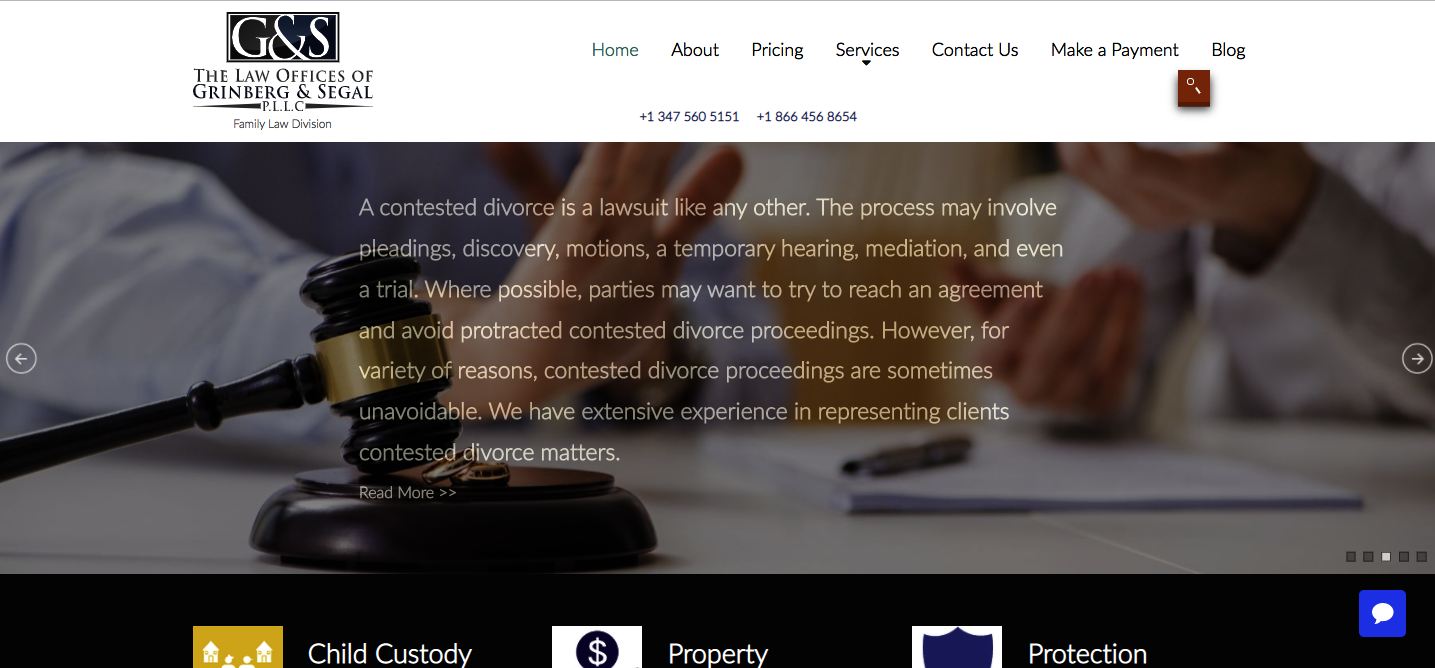 G&S
THE LAW OFFICES OF
GRINBERG & SEGAL
P.L.L.C
Family Law Division
Home About Pricing Services Contact Us Make a Payment Blog
+1 347 560 5151 +1 866 456 8654
A contested divorce is a lawsuit like any other. The process may involve
pleadings, discovery, motions, a temporary hearing, mediation, and even
a trial. Where possible, parties may want to try to reach an agreement
and avoid protracted contested divorce proceedings. However, for
variety of reasons, contested divorce proceedings are sometimes
unavoidable. We have extensive experience in representing clients
contested divorce matters.
Read More >>
Child Custody
$
Property
Protection